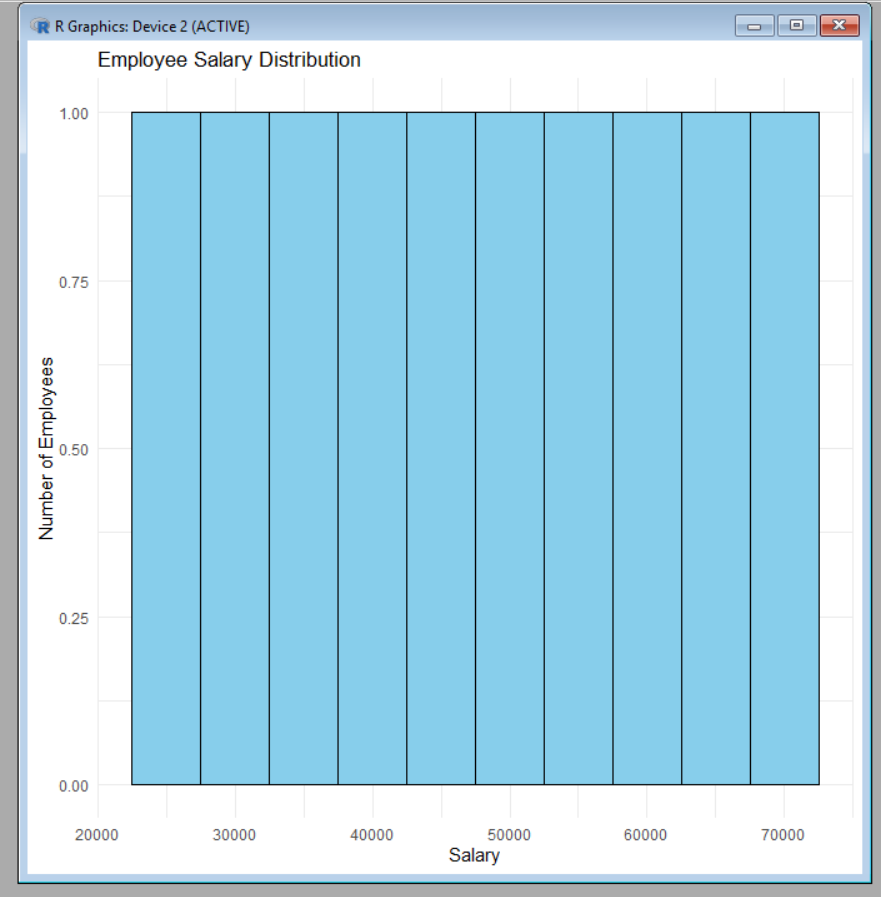 R Graphics: Device 2 (ACTIVE)
Employee Salary Distribution
1.00
0.75
0.50
0.25
0.00
Number of Employees
20000 30000 40000 50000 60000 70000
Salary